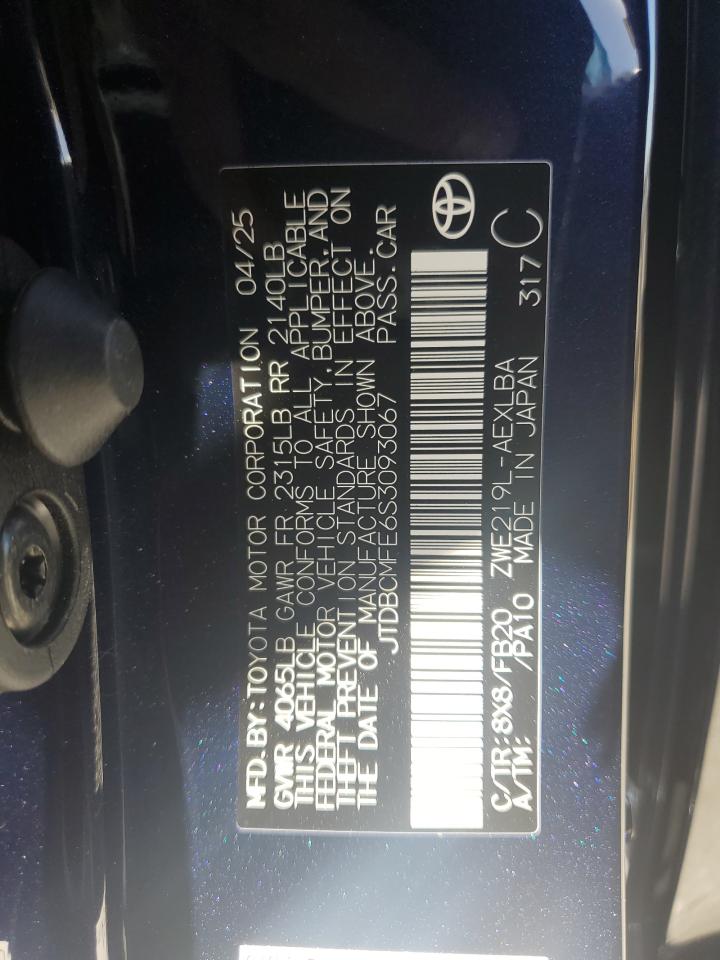 MFD.BY:TOYOTA MOTOR CORPORATION 04/25
GVWR 4065LB GAWR FR 2315LB RR 2140LB
THIS VEHICLE CONFORMS TO ALL APPLICABLE
FEDERAL MOTOR VEHICLE SAFETY,BUMPER,AND
THEFT PREVENTION STANDARDS IN EFFECT ON
THE DATE OF MANUFACTURE SHOWN ABOVE.
JTDBCMFE6S3093067 PASS.CAR
C/TR:8X8/FB20 ZWE219L-AEXLBA
A/TM: /PA10 MADE IN JAPAN 317 C